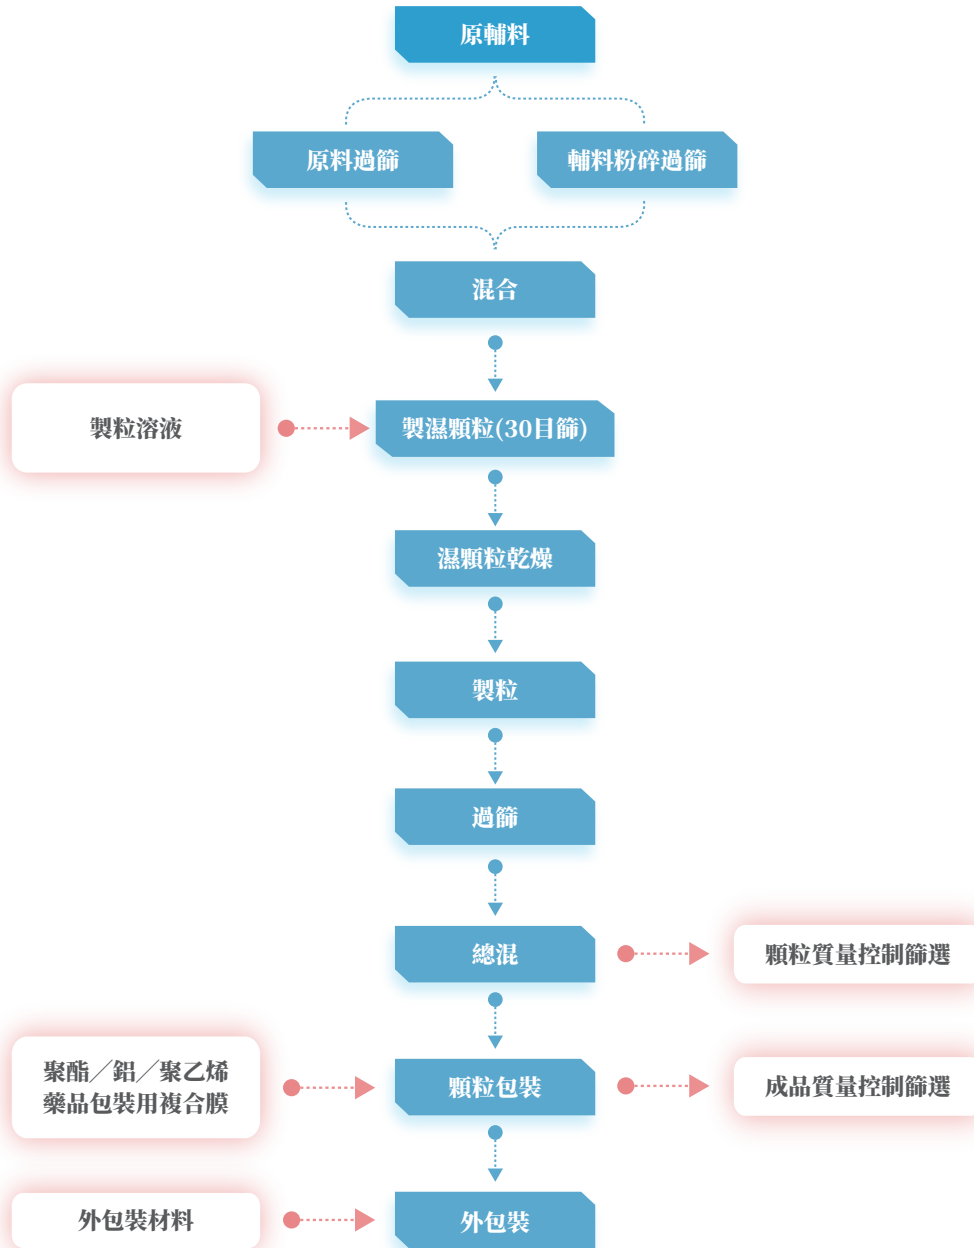 原輔料
原料過篩
輔料粉碎過篩
混合
製粒溶液
製濕顆粒(30目篩)
濕顆粒乾燥
製粒
過篩
總混
顆粒質量控制篩選
聚酯／鋁／聚乙烯
藥品包裝用複合膜
顆粒包裝
成品質量控制篩選
外包裝材料
外包裝